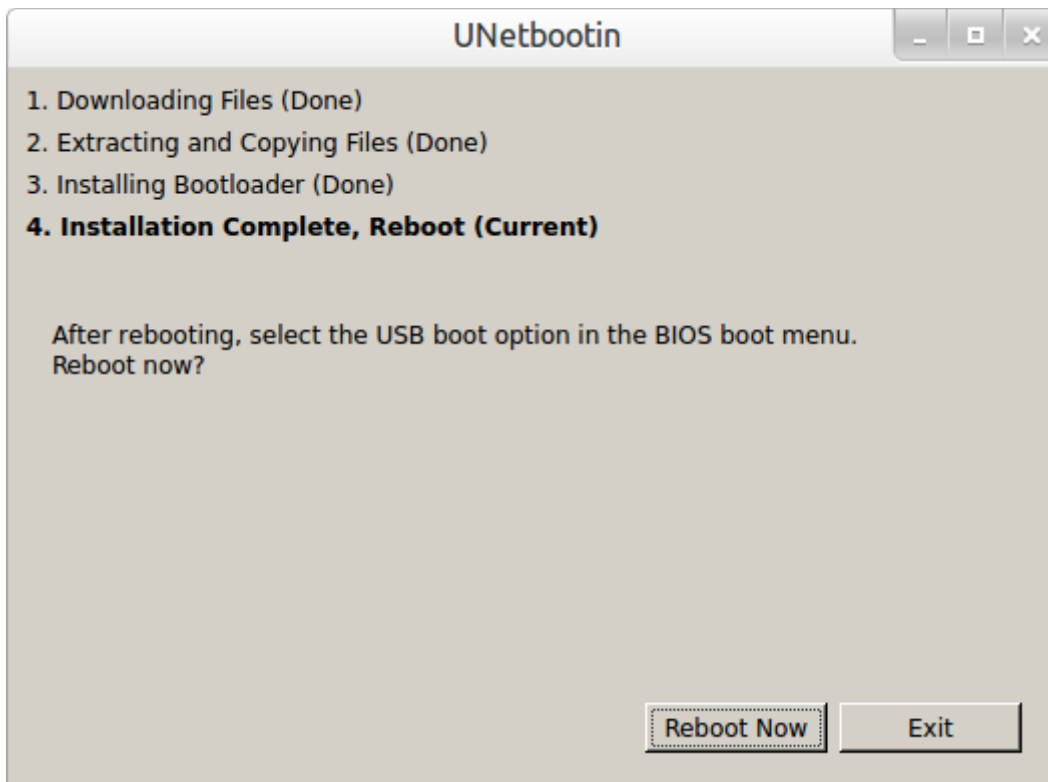 UNetbootin
1. Downloading Files (Done)
2. Extracting and Copying Files (Done)
3. Installing Bootloader (Done)
4. Installation Complete, Reboot (Current)
After rebooting, select the USB boot option in the BIOS boot menu.
Reboot now?
Reboot Now
Exit